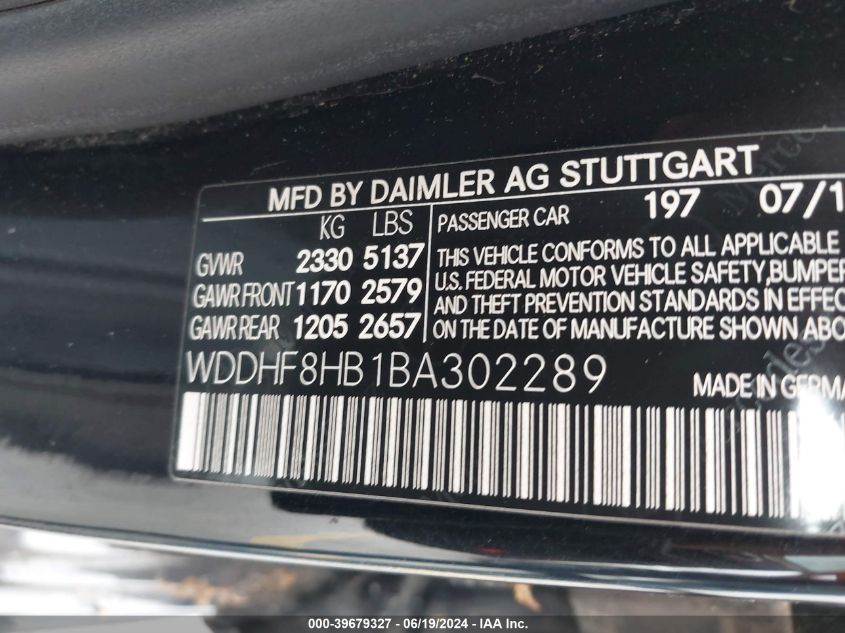 MFD BY DAIMLER AG STUTTGART
KG LBS
GVWR 2330 5137
GAWR FRONT 1170 2579
GAWR REAR 1205 2657
PASSENGER CAR 197 07/1
THIS VEHICLE CONFORMS TO ALL APPLICABLE
U.S. FEDERAL MOTOR VEHICLE SAFETY,BUMPER
AND THEFT PREVENTION STANDARDS IN EFFEC
ON THE DATE OF MANUFACTURE SHOWN ABO
WDDHF8HB1BA302289 MADE IN GERMA
000-39679327 - 06/19/2024 - IAA Inc.